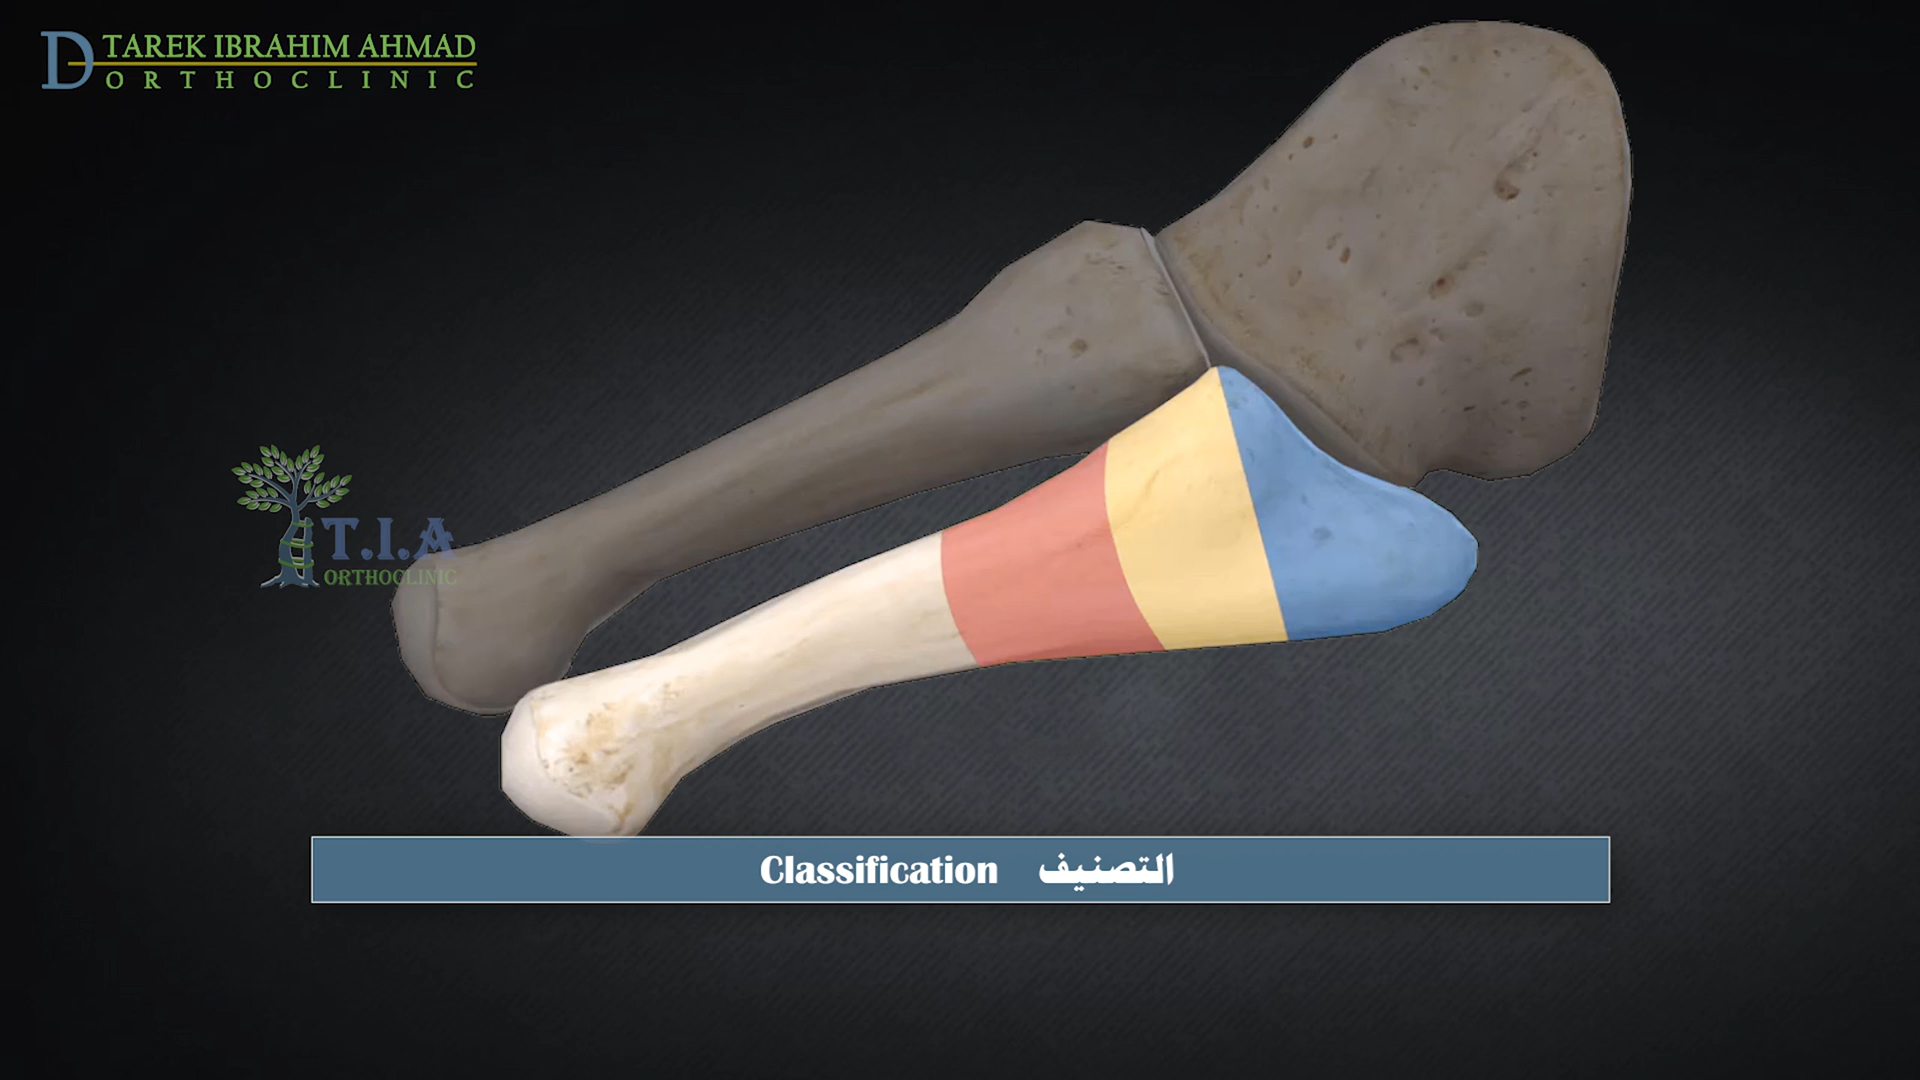 D TAREK IBRAHIM AHMAD
ORTHOCLINIC
T.I.A
ORTHOCLINIC
Classification التصنيف